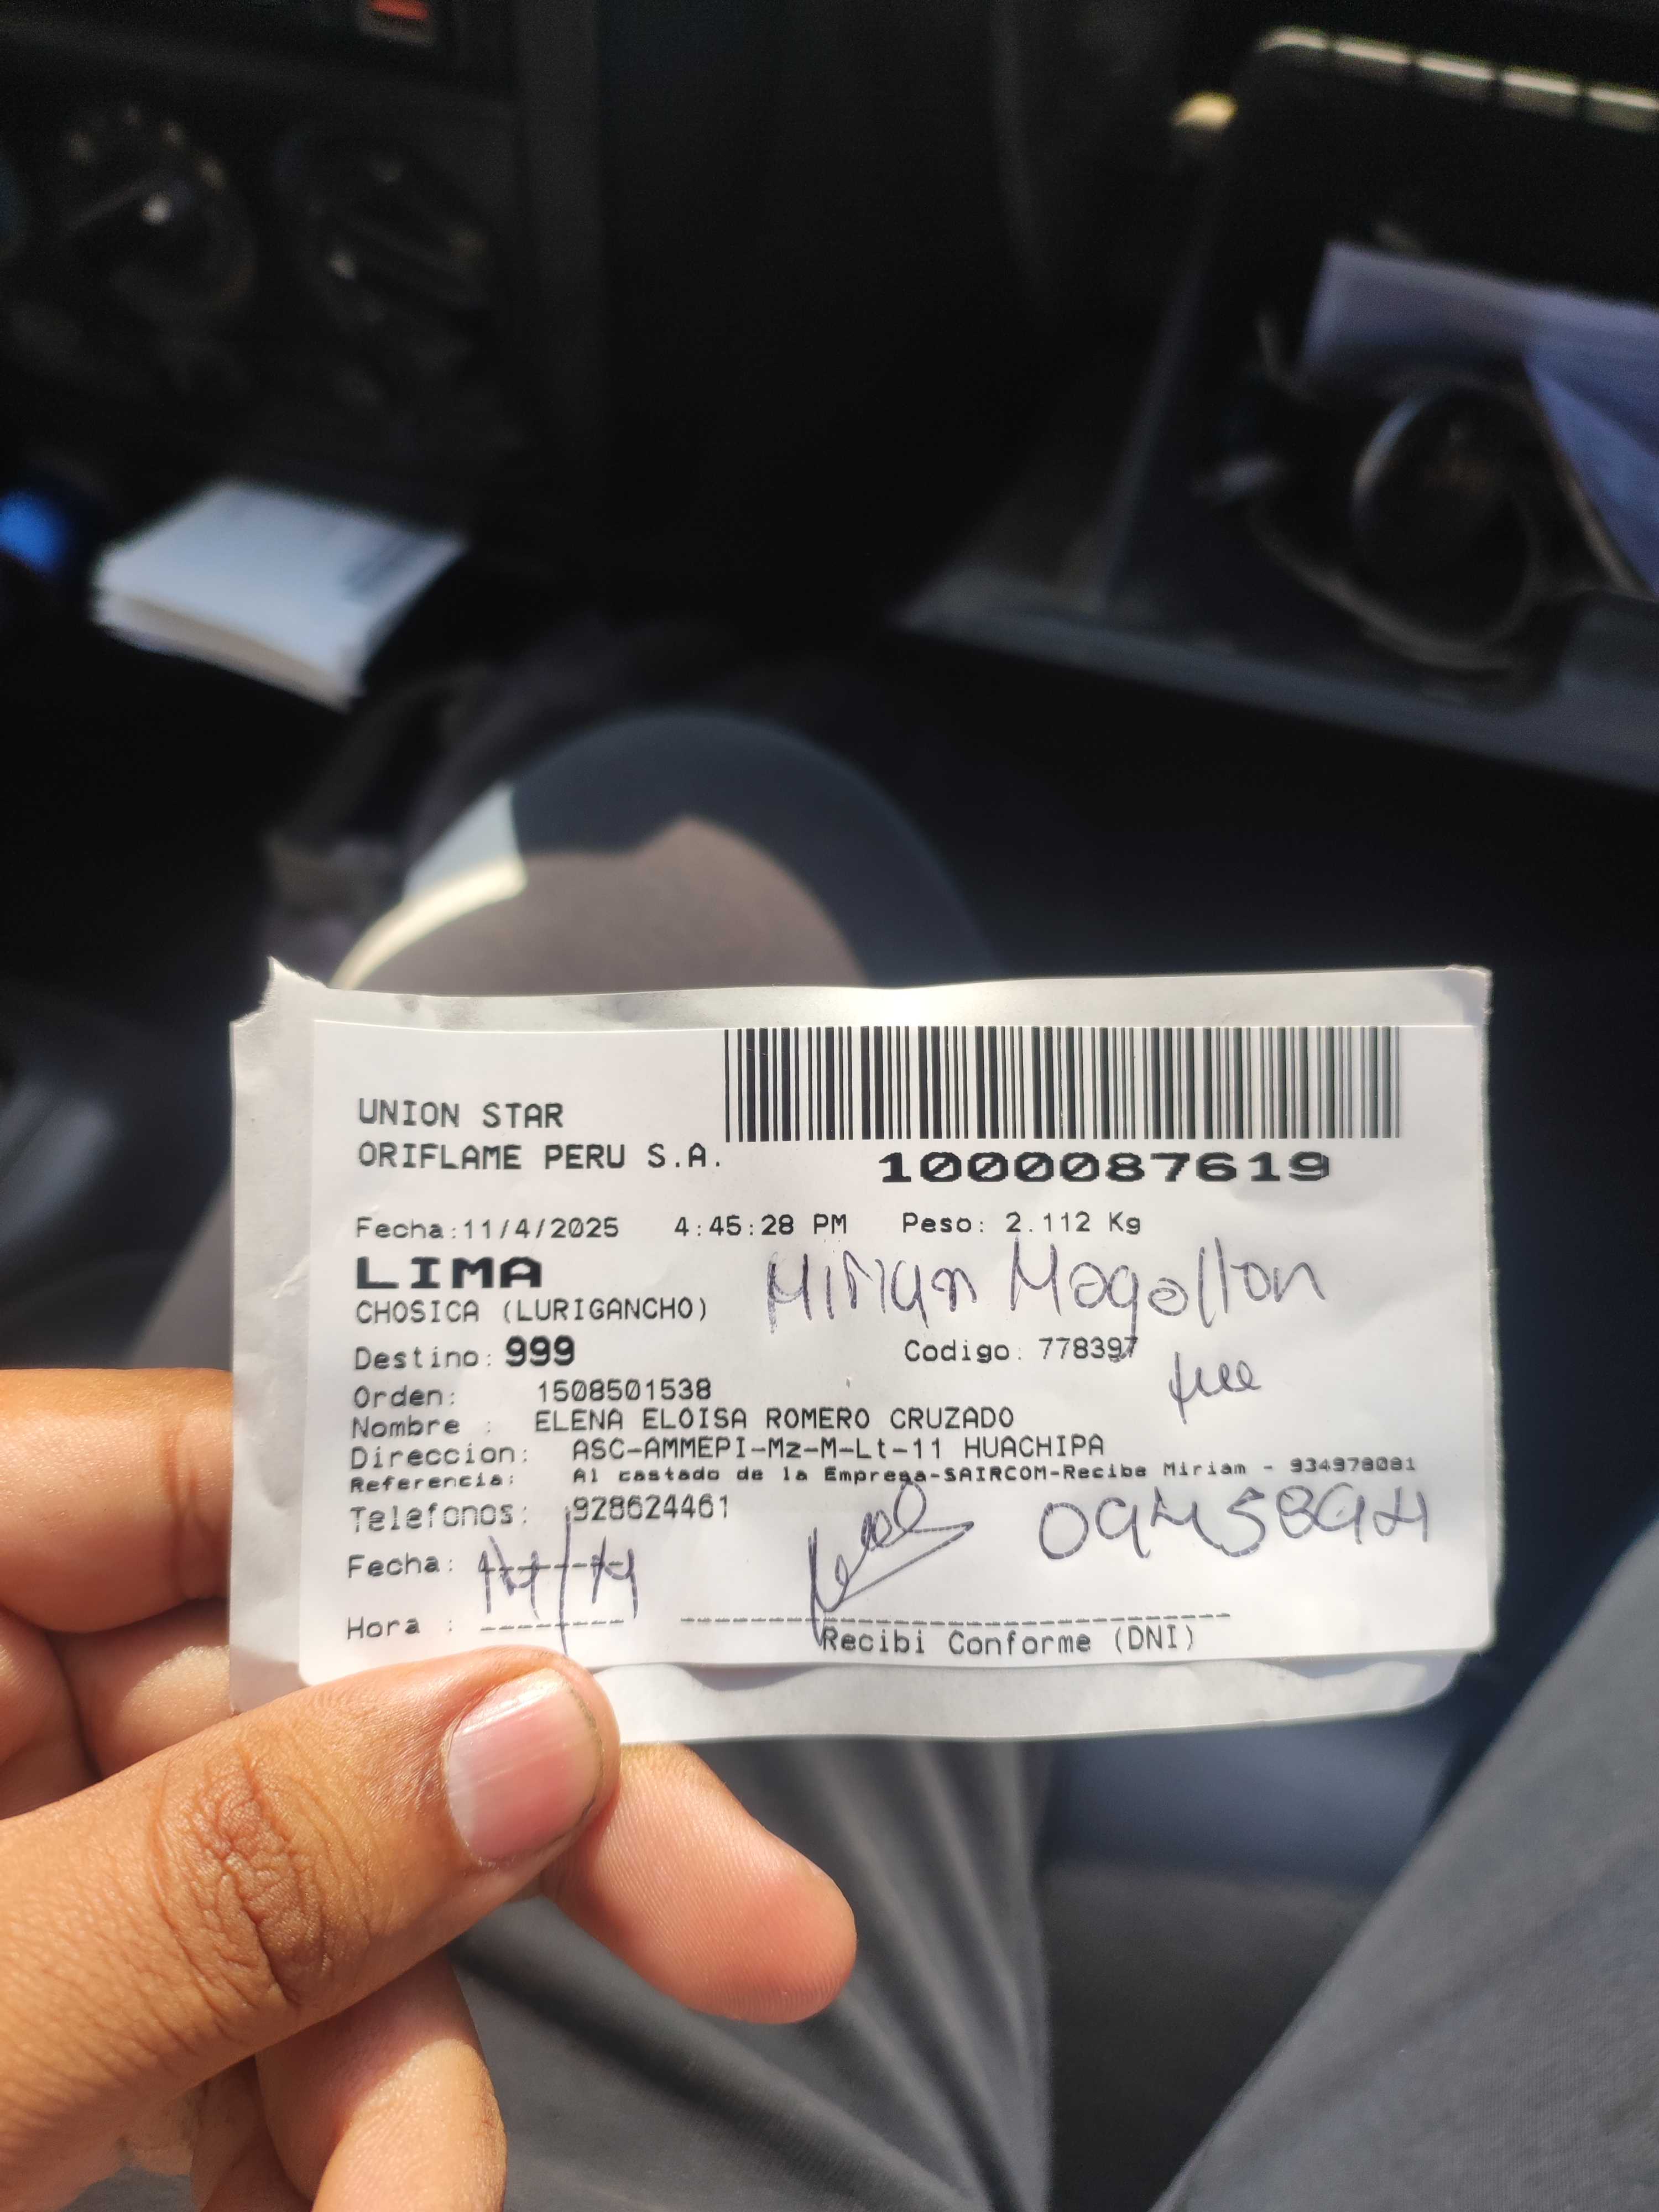 UNION STAR
ORIFLAME PERU S.A.
1000087619
Fecha:11/4/2025 4:45:28 PM Peso: 2.112 Kg
LIMA
Miriam Mogollon
CHOSICA (LURIGANCHO)
Destino: 999 Codigo: 778397
Orden: 1508501538
Nombre : ELENA ELOISA ROMERO CRUZADO
Direccion: ASC-AMMEPI-Mz-M-Lt-11 HUACHIPA
Referencia: Al castado de la Empresa-SAIRCOM-Recibe Miriam - 934978081
Telefonos: 928624461
09458944
Fecha:
Hora :
Recibi Conforme (DNI)